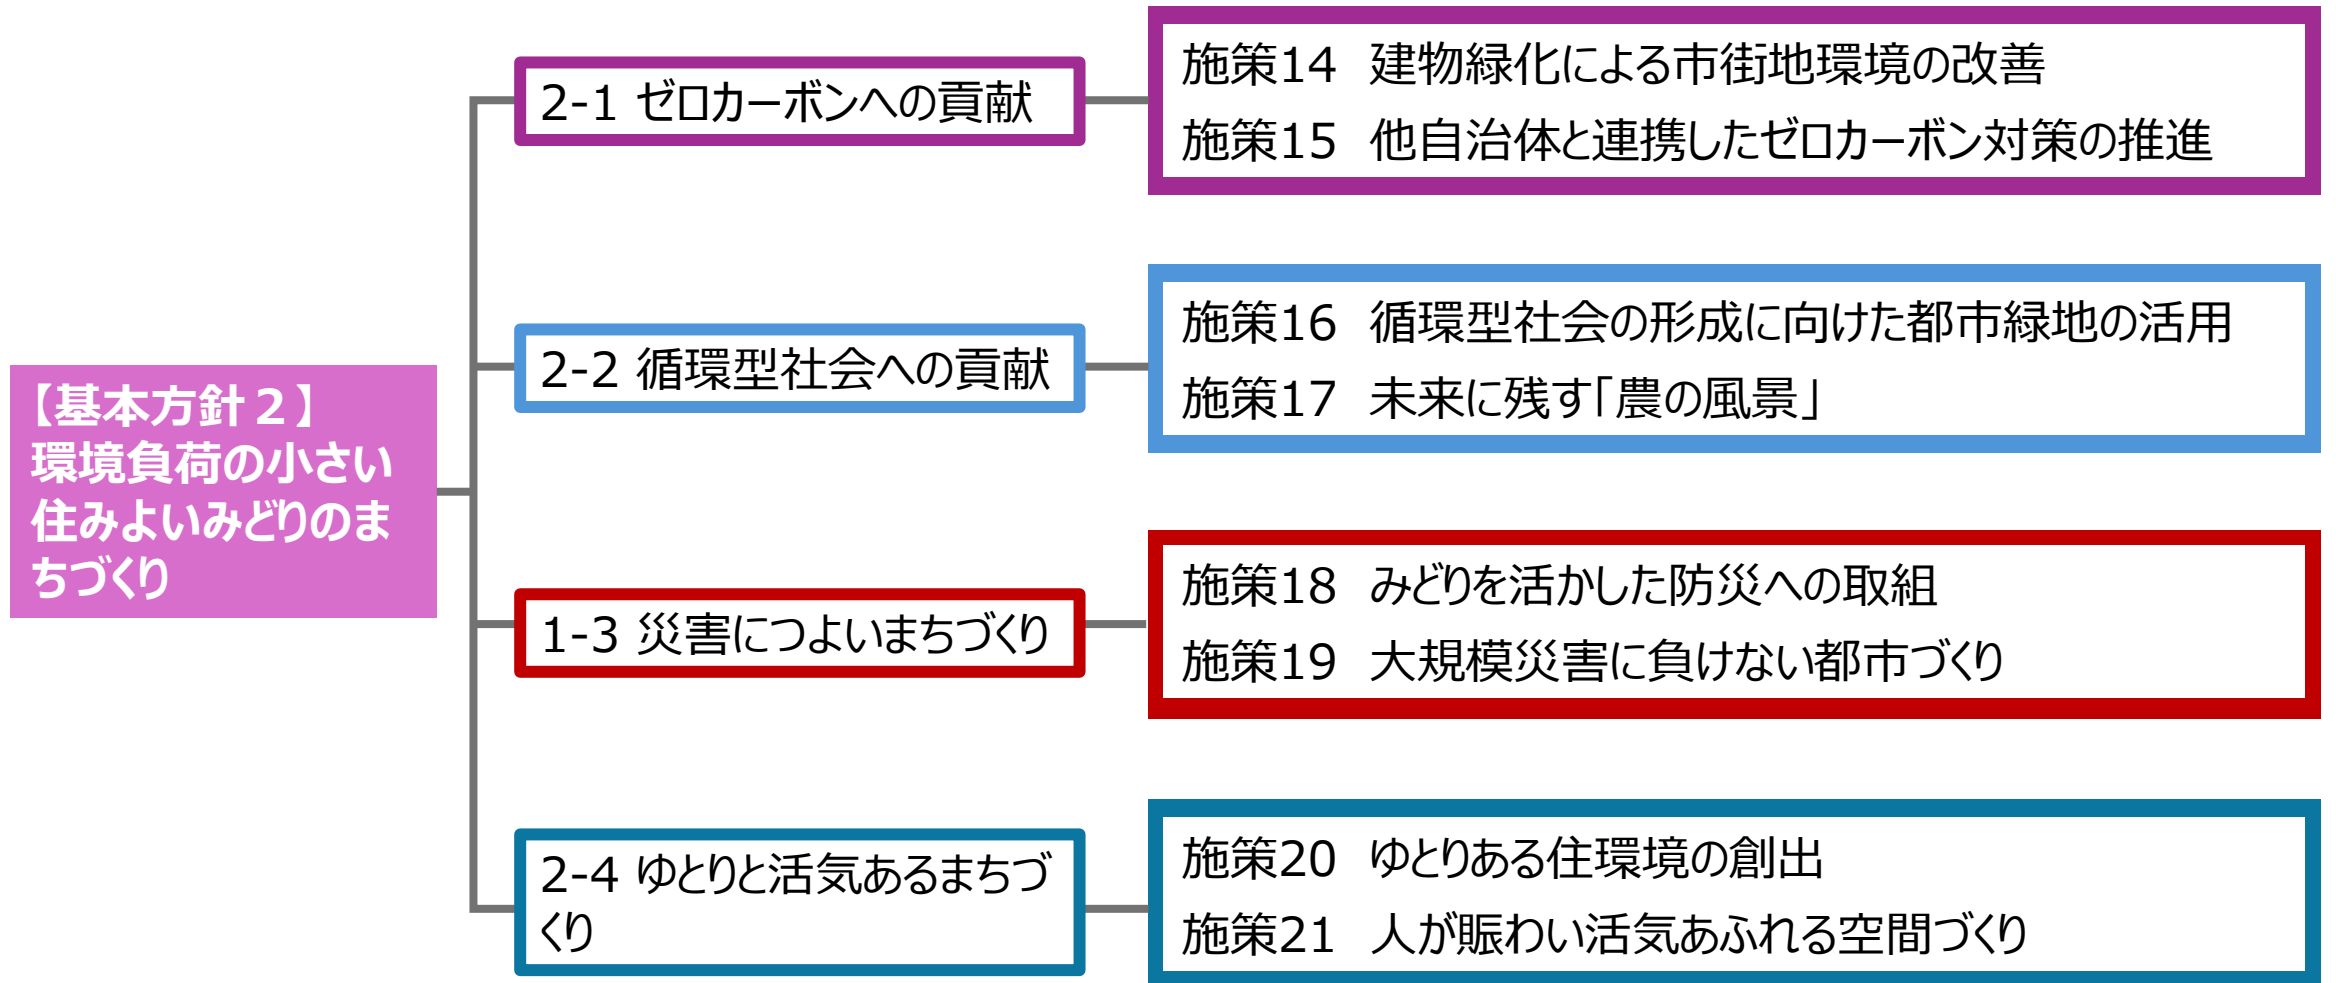 【基本方針２】
環境負荷の小さい
住みよいみどりのま
ちづくり
2-1 ゼロカーボンへの貢献
施策14　建物緑化による市街地環境の改善
施策15　他自治体と連携したゼロカーボン対策の推進
2-2 循環型社会への貢献
施策16　循環型社会の形成に向けた都市緑地の活用
施策17　未来に残す「農の風景」
1-3 災害につよいまちづくり
施策18　みどりを活かした防災への取組
施策19　大規模災害に負けない都市づくり
2-4 ゆとりと活気あるまちづ
くり
施策20　ゆとりある住環境の創出
施策21　人が賑わい活気あふれる空間づくり